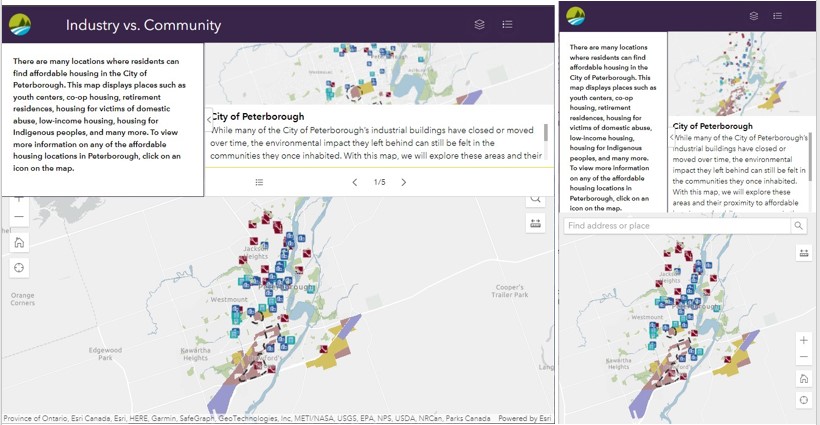 Industry vs. Community
There are many locations where residents can
find affordable housing in the City of
Peterborough. This map displays places such as
youth centers, co-op housing, retirement
residences, housing for victims of domestic
abuse, low-income housing, housing for
Indigenous peoples, and many more. To view
more information on any of the affordable
housing locations in Peterborough, click on an
icon on the map.
City of Peterborough
While many of the City of Peterborough's industrial buildings have closed or moved
over time, the environmental impact they left behind can still be felt in the
communities they once inhabited. With this map, we will explore these areas and their
1/5
Jackson
Heights
Peterborough
Orange
Corners
Westmount
Cooper's
Trailer Park
Edgewood
Park
Kawartha
Heights
Lang
Province of Ontario, Esri Canada, Esri, HERE, Garmin, SafeGraph, GeoTechnologies, Inc, METI/NASA, USGS, EPA, NPS, USDA, NRCan, Parks Canada
Powered by Esri
There are many locations
where residents can find
affordable housing in the
City of Peterborough. This
map displays places such as
youth centers, co-op
housing, retirement
residences, housing for
victims of domestic abuse,
low-income housing,
housing for Indigenous
peoples, and many more.
To view more information
on any of the affordable
housing locations in
Peterborough, click on an
icon on the map.
City of Peterborough
While many of the City of Peterborough's
industrial buildings have closed or
moved over time, the environmental
impact they left behind can still be felt in
the communities they once inhabited.
With this map, we will explore these
areas and their proximity to affordable
Find address or place
Jackson
Heights
Peterborough
Westmount
Kawartha
Heights